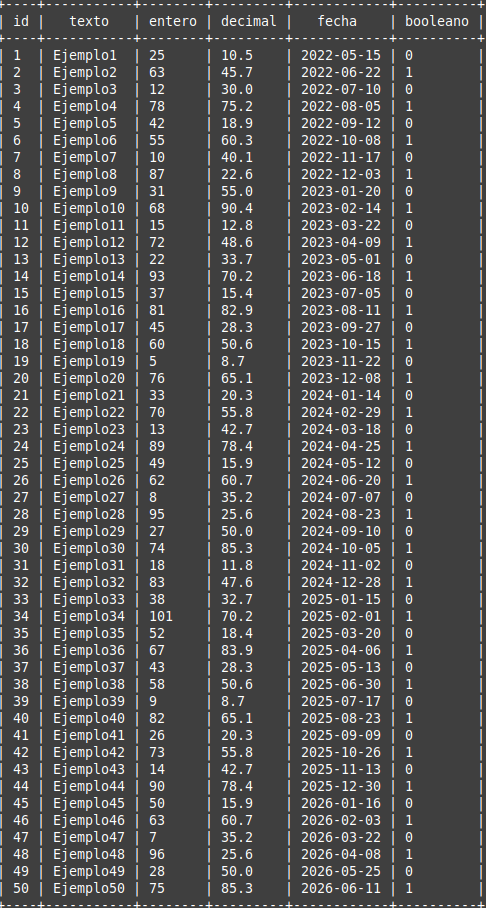 id | texto | entero | decimal | fecha | booleano
1 | Ejemplo1 | 25 | 10.5 | 2022-05-15 | 0
2 | Ejemplo2 | 63 | 45.7 | 2022-06-22 | 1
3 | Ejemplo3 | 12 | 30.0 | 2022-07-10 | 0
4 | Ejemplo4 | 78 | 75.2 | 2022-08-05 | 1
5 | Ejemplo5 | 42 | 18.9 | 2022-09-12 | 0
6 | Ejemplo6 | 55 | 60.3 | 2022-10-08 | 1
7 | Ejemplo7 | 10 | 40.1 | 2022-11-17 | 0
8 | Ejemplo8 | 87 | 22.6 | 2022-12-03 | 1
9 | Ejemplo9 | 31 | 55.0 | 2023-01-20 | 0
10 | Ejemplo10 | 68 | 90.4 | 2023-02-14 | 1
11 | Ejemplo11 | 15 | 12.8 | 2023-03-22 | 0
12 | Ejemplo12 | 72 | 48.6 | 2023-04-09 | 1
13 | Ejemplo13 | 22 | 33.7 | 2023-05-01 | 0
14 | Ejemplo14 | 93 | 70.2 | 2023-06-18 | 1
15 | Ejemplo15 | 37 | 15.4 | 2023-07-05 | 0
16 | Ejemplo16 | 81 | 82.9 | 2023-08-11 | 1
17 | Ejemplo17 | 45 | 28.3 | 2023-09-27 | 0
18 | Ejemplo18 | 60 | 50.6 | 2023-10-15 | 1
19 | Ejemplo19 | 5 | 8.7 | 2023-11-22 | 0
20 | Ejemplo20 | 76 | 65.1 | 2023-12-08 | 1
21 | Ejemplo21 | 33 | 20.3 | 2024-01-14 | 0
22 | Ejemplo22 | 70 | 55.8 | 2024-02-29 | 1
23 | Ejemplo23 | 13 | 42.7 | 2024-03-18 | 0
24 | Ejemplo24 | 89 | 78.4 | 2024-04-25 | 1
25 | Ejemplo25 | 49 | 15.9 | 2024-05-12 | 0
26 | Ejemplo26 | 62 | 60.7 | 2024-06-20 | 1
27 | Ejemplo27 | 8 | 35.2 | 2024-07-07 | 0
28 | Ejemplo28 | 95 | 25.6 | 2024-08-23 | 1
29 | Ejemplo29 | 27 | 50.0 | 2024-09-10 | 0
30 | Ejemplo30 | 74 | 85.3 | 2024-10-05 | 1
31 | Ejemplo31 | 18 | 11.8 | 2024-11-02 | 0
32 | Ejemplo32 | 83 | 47.6 | 2024-12-28 | 1
33 | Ejemplo33 | 38 | 32.7 | 2025-01-15 | 0
34 | Ejemplo34 | 101 | 70.2 | 2025-02-01 | 1
35 | Ejemplo35 | 52 | 18.4 | 2025-03-20 | 0
36 | Ejemplo36 | 67 | 83.9 | 2025-04-06 | 1
37 | Ejemplo37 | 43 | 28.3 | 2025-05-13 | 0
38 | Ejemplo38 | 58 | 50.6 | 2025-06-30 | 1
39 | Ejemplo39 | 9 | 8.7 | 2025-07-17 | 0
40 | Ejemplo40 | 82 | 65.1 | 2025-08-23 | 1
41 | Ejemplo41 | 26 | 20.3 | 2025-09-09 | 0
42 | Ejemplo42 | 73 | 55.8 | 2025-10-26 | 1
43 | Ejemplo43 | 14 | 42.7 | 2025-11-13 | 0
44 | Ejemplo44 | 90 | 78.4 | 2025-12-30 | 1
45 | Ejemplo45 | 50 | 15.9 | 2026-01-16 | 0
46 | Ejemplo46 | 63 | 60.7 | 2026-02-03 | 1
47 | Ejemplo47 | 7 | 35.2 | 2026-03-22 | 0
48 | Ejemplo48 | 96 | 25.6 | 2026-04-08 | 1
49 | Ejemplo49 | 28 | 50.0 | 2026-05-25 | 0
50 | Ejemplo50 | 75 | 85.3 | 2026-06-11 | 1